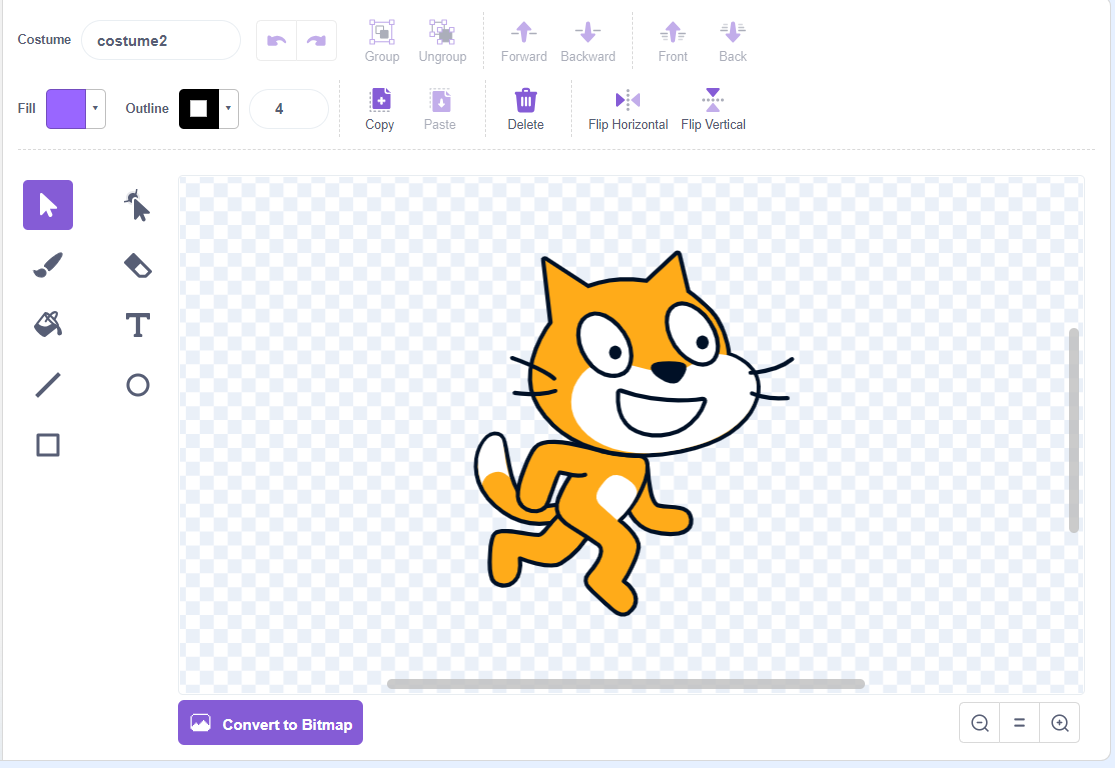 Costume
costume2
Group
Ungroup
Forward
Backward
Front
Back
Fill
Outline
4
Copy
Paste
Delete
Flip Horizontal
Flip Vertical
T
Convert to Bitmap